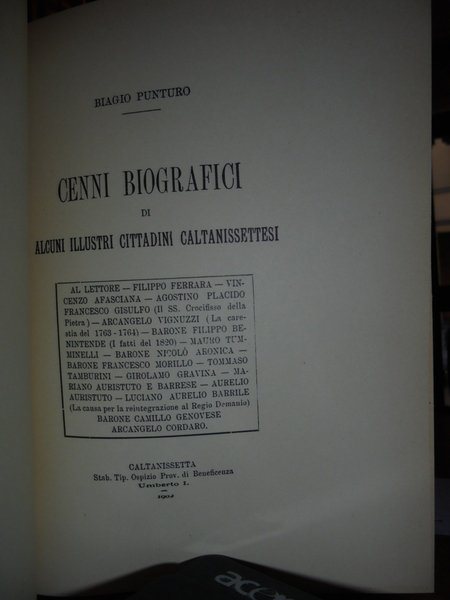 BIAGIO PUNTURO
CENNI BIOGRAFICI
DI
ALCUNI ILLUSTRI CITTADINI CALTANISSETTESI
AL LETTORE — FILIPPO FERRARA — VIN-
CENZO AFASCIANA — AGOSTINO PLACIDO
FRANCESCO GISULFO (Il SS. Crocifisso della
Pietra) — ARCANGELO VIGNUZZI (La care-
stia del 1763 - 1764) — BARONE FILIPPO BE-
NINTENDE (I fatti del 1820) — MAURO TUM-
MINELLI — BARONE NICOLÒ ARONICA —
BARONE FRANCESCO MORILLO — TOMMASO
TAMBURINI — GIROLAMO GRAVINA — MA-
RIANO AURISTUTO E BARRESE — AURELIO
AURISTUTO — LUCIANO AURELIO BARRILE
(La causa per la reintegrazione al Regio Demanio)
BARONE CAMILLO GENOVESE
ARCANGELO CORDARO.
CALTANISSETTA
Stab. Tip. Ospizio Prov. di Beneficenza
Umberto I.
1904
acer